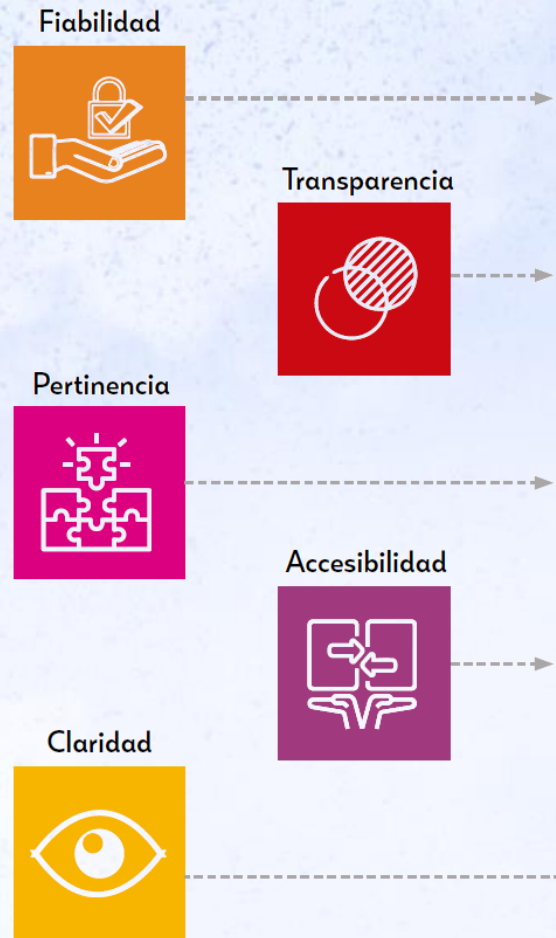 Fiabilidad
Transparencia
Pertinencia
Accesibilidad
Claridad